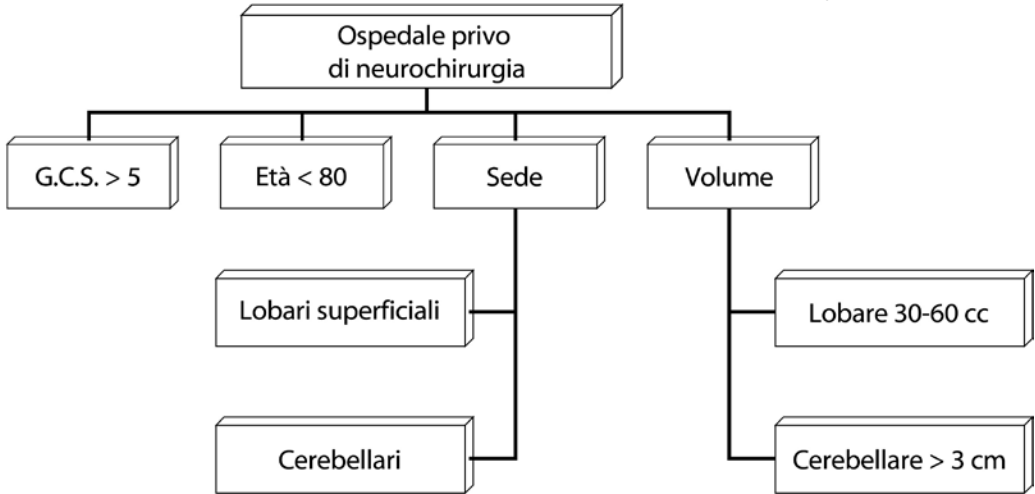 Ospedale privo
di neurochirurgia
G.C.S. > 5
Età < 80
Sede
Volume
Lobari superficiali
Lobare 30-60 cc
Cerebellari
Cerebellare > 3 cm